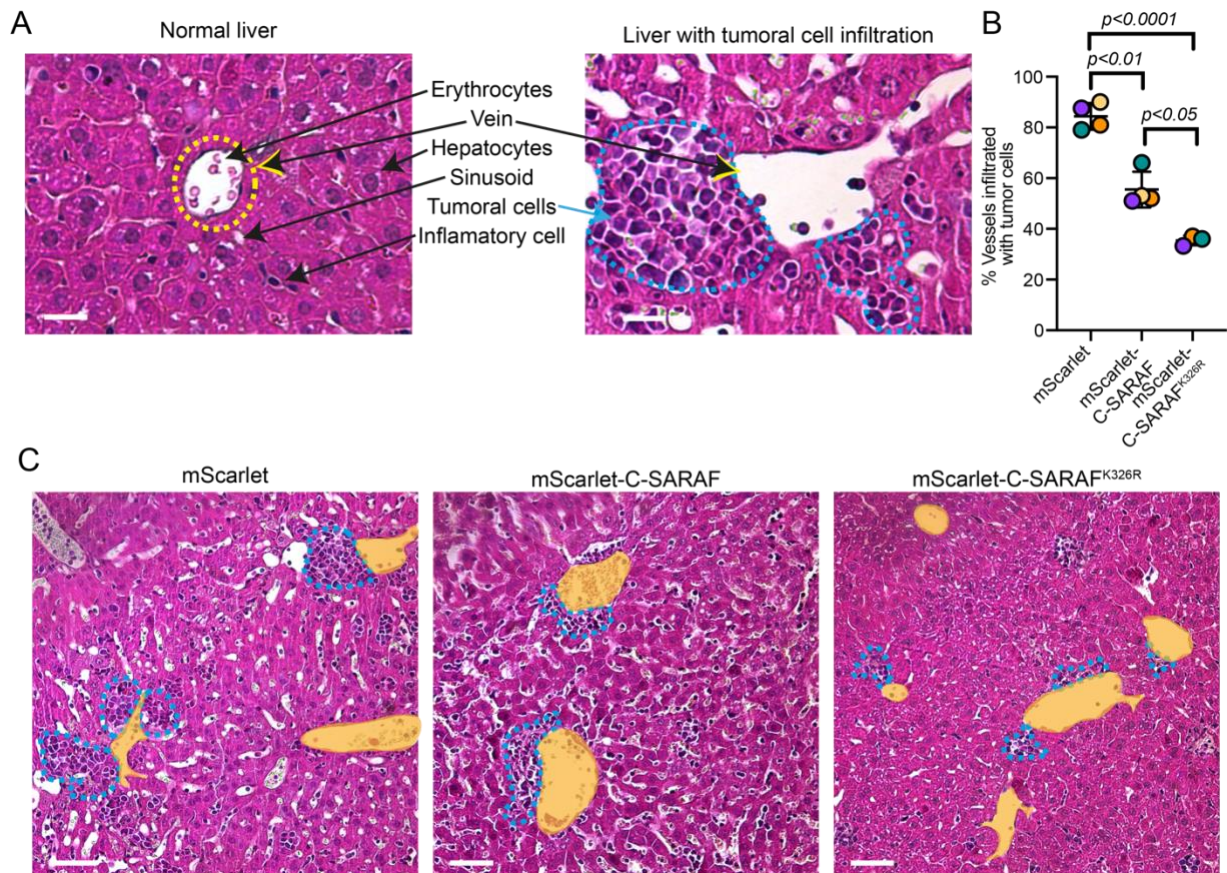 A
Normal liver
Liver with tumoral cell infiltration
Erythrocytes
Vein
Hepatocytes
Sinusoid
Tumoral cells
Inflamatory cell
B
p<0.0001
p<0.01
p<0.05
% Vessels infiltrated
with tumor cells
100
80
60
40
20
0
mScarlet
mScarlet-
C-SARAF
mScarlet-
C-SARAFK326R
C
mScarlet
mScarlet-C-SARAF
mScarlet-C-SARAFK326R